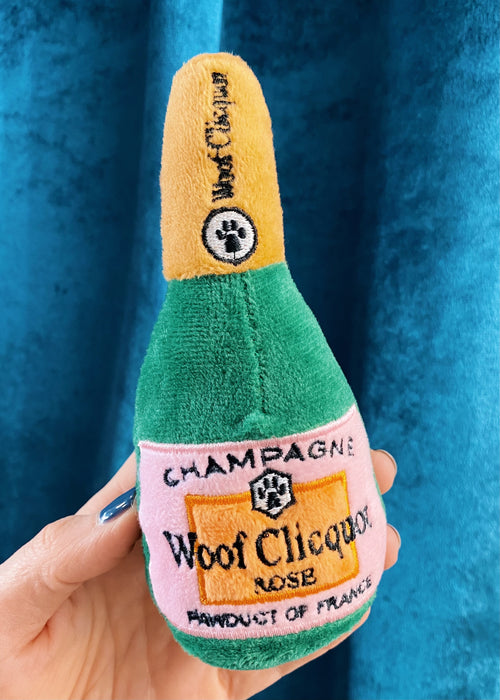 Woof Clicquot
CHAMPAGNE
Woof Clicquot
ROSE
PAWDUCT OF FRANCE